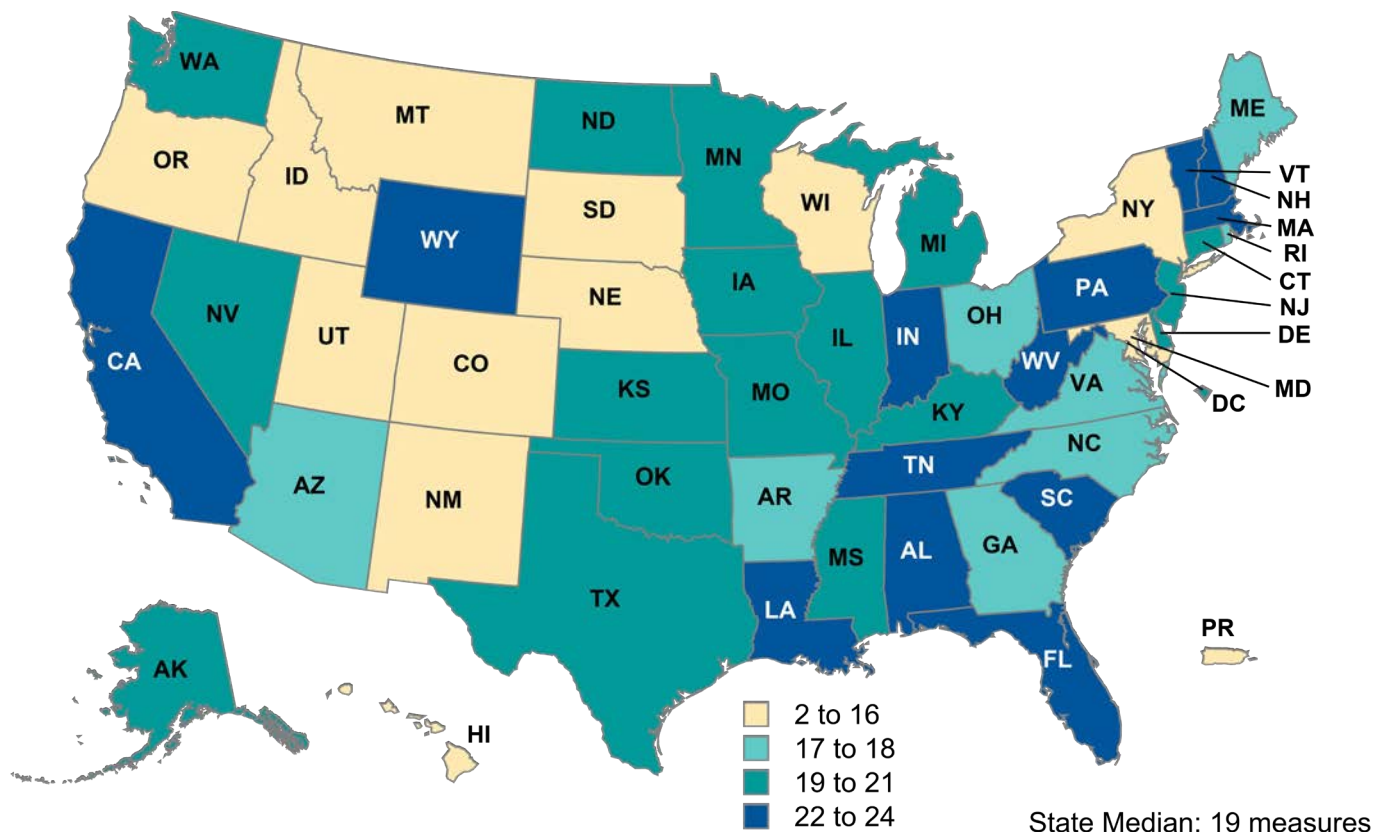 WA
MT
ND
MN
ME
OR
ID
SD
WI
NY
VT
NH
MA
RI
CT
NJ
DE
MD
DC
WY
MI
IA
NE
PA
NV
UT
CO
IL
IN
OH
CA
KS
MO
WV
VA
KY
NC
AZ
NM
OK
AR
TN
SC
MS
AL
GA
TX
LA
FL
PR
AK
HI
2 to 16
17 to 18
19 to 21
22 to 24
State Median: 19 measures